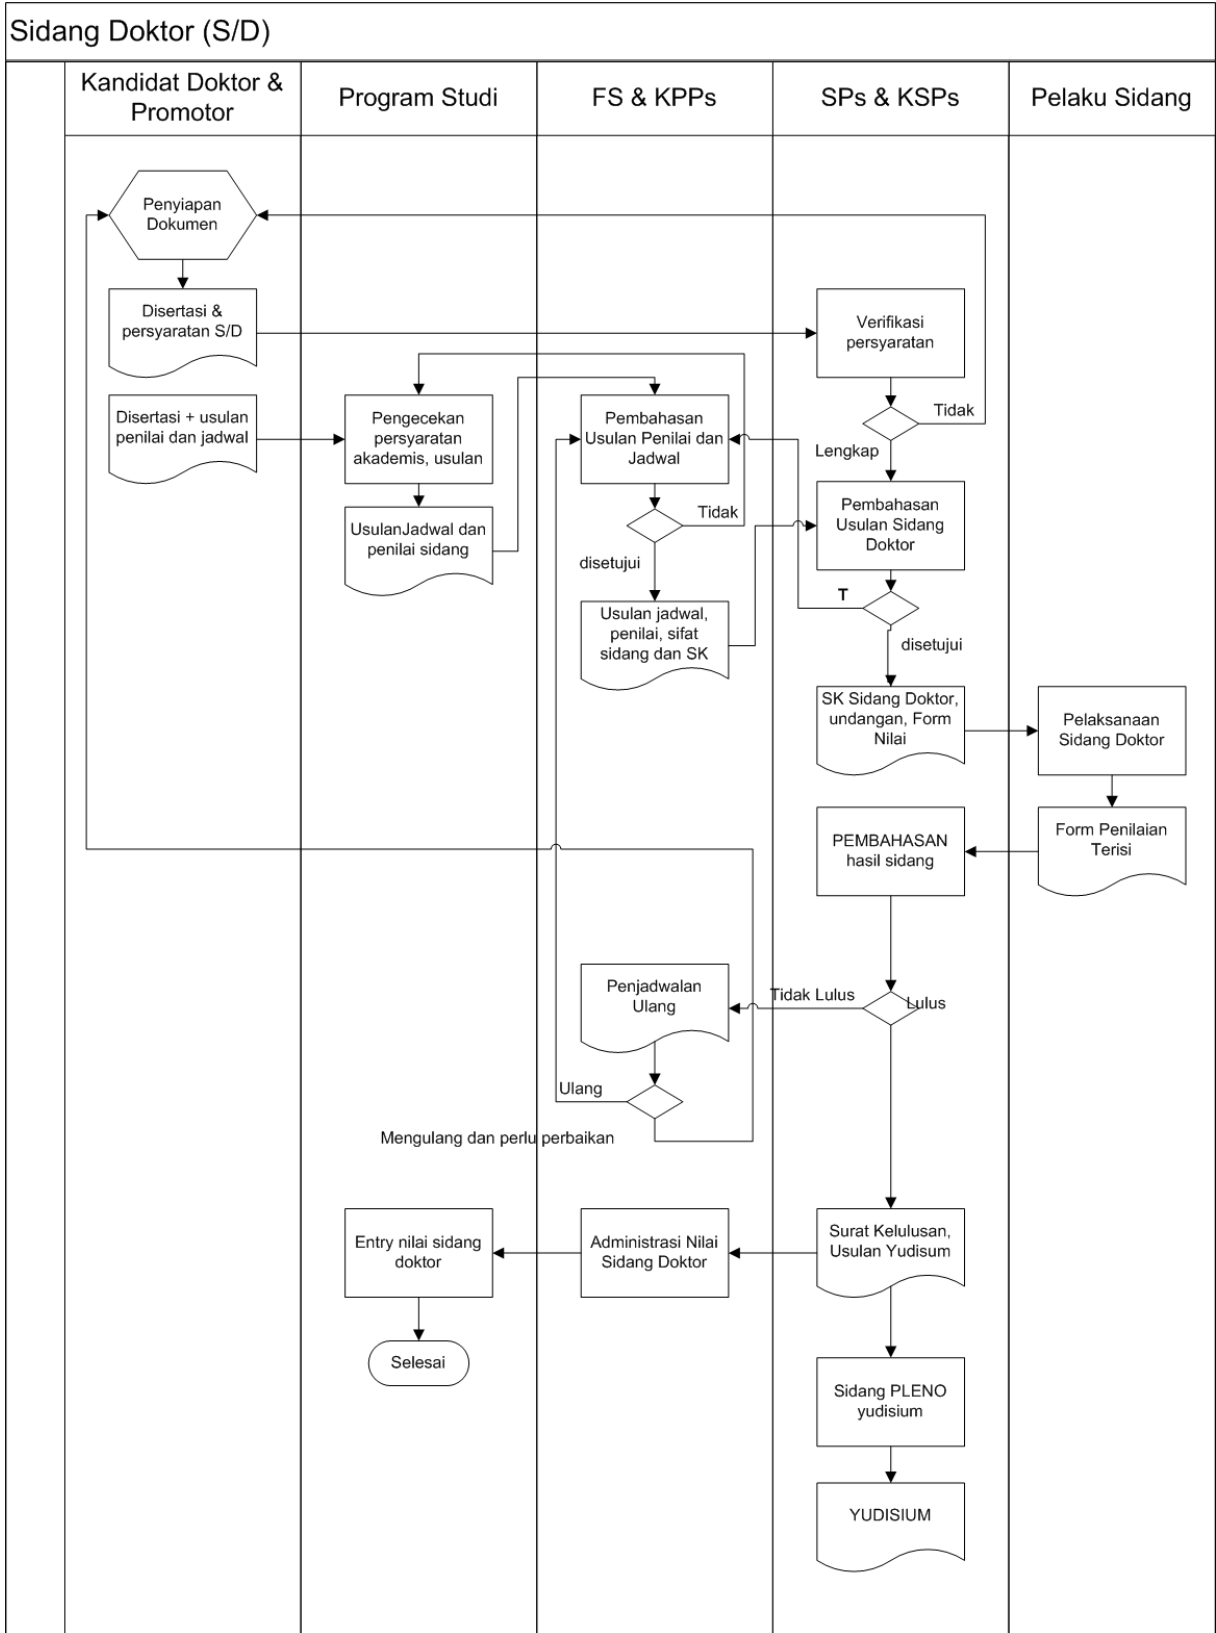 Sidang Doktor (S/D)
Kandidat Doktor &
Promotor
Program Studi
FS & KPPs
SPs & KSPs
Pelaku Sidang
Penyiapan
Dokumen
Disertasi &
persyaratan S/D
Verifikasi
persyaratan
Tidak
Lengkap
Disertasi + usulan
penilai dan jadwal
Pengecekan
persyaratan
akademis, usulan
Pembahasan
Usulan Penilai dan
Jadwal
Tidak
disetujui
UsulanJadwal dan
penilai sidang
Pembahasan
Usulan Sidang
Doktor
T
disetujui
Usulan jadwal,
penilai, sifat
sidang dan SK
SK Sidang Doktor,
undangan, Form
Nilai
Pelaksanaan
Sidang Doktor
Form Penilaian
Terisi
PEMBAHASAN
hasil sidang
Tidak Lulus
Lulus
Penjadwalan
Ulang
Ulang
Mengulang dan perlu perbaikan
Surat Kelulusan,
Usulan Yudisum
Administrasi Nilai
Sidang Doktor
Entry nilai sidang
doktor
Selesai
Sidang PLENO
yudisium
YUDISIUM